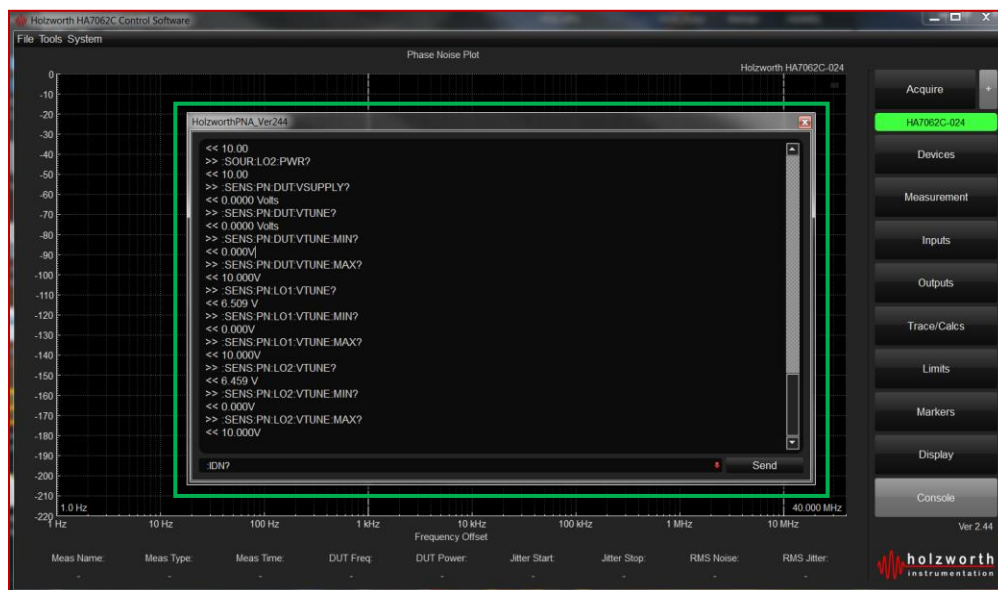 Holzworth HA7062C Control Software
File Tools System
Phase Noise Plot
Holzworth HA7062C-024
0
-10
-20
-30
-40
-50
-60
-70
-80
-90
-100
-110
-120
-130
-140
-150
-160
-170
-180
-190
-200
-210
-220
HolzworthPNA_Ver244
<< 10.00
>> :SOUR:LO2:PWR?
<< 10.00
>> :SENS:PN:DUT:VSUPPLY?
<< 0.0000 Volts
>> :SENS:PN:DUT:VTUNE?
<< 0.0000 Volts
>> :SENS:PN:DUT:VTUNE:MIN?
<< 0.000V
>> :SENS:PN:DUT:VTUNE:MAX?
<< 10.000V
>> :SENS:PN:LO1:VTUNE?
<< 6.509 V
>> :SENS:PN:LO1:VTUNE:MIN?
<< 0.000V
>> :SENS:PN:LO1:VTUNE:MAX?
<< 10.000V
>> :SENS:PN:LO2:VTUNE?
<< 6.459 V
>> :SENS:PN:LO2:VTUNE:MIN?
<< 0.000V
>> :SENS:PN:LO2:VTUNE:MAX?
<< 10.000V
:IDN?
Send
1.0 Hz
40.000 MHz
1 Hz 10 Hz 100 Hz 1 kHz 10 kHz 100 kHz 1 MHz 10 MHz
Frequency Offset
Meas Name: Meas Type: Meas Time: DUT Freq: DUT Power: Jitter Start: Jitter Stop: RMS Noise: RMS Jitter:
- - - - - - - - -
Acquire +
HA7062C-024
Devices
Measurement
Inputs
Outputs
Trace/Calcs
Limits
Markers
Display
Console
Ver 2.44
holzworth
instrumentation